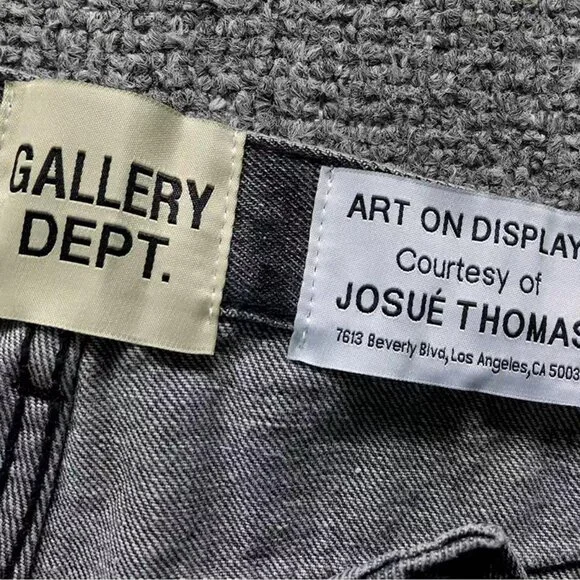 GALLERY
DEPT.
ART ON DISPLAY
Courtesy of
JOSUÉ THOMAS
7613 Beverly Blvd, Los Angeles, CA 5003